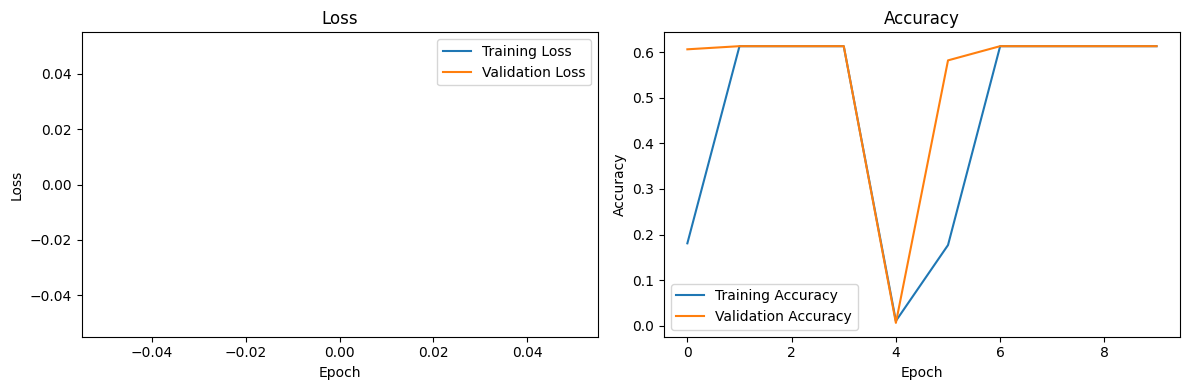 Loss
Training Loss
Validation Loss
0.04
0.02
0.00
−0.02
−0.04
Loss
−0.04
−0.02
0.00
0.02
0.04
Epoch
Accuracy
0.6
0.5
0.4
0.3
0.2
0.1
0.0
Accuracy
Training Accuracy
Validation Accuracy
0
2
4
6
8
Epoch